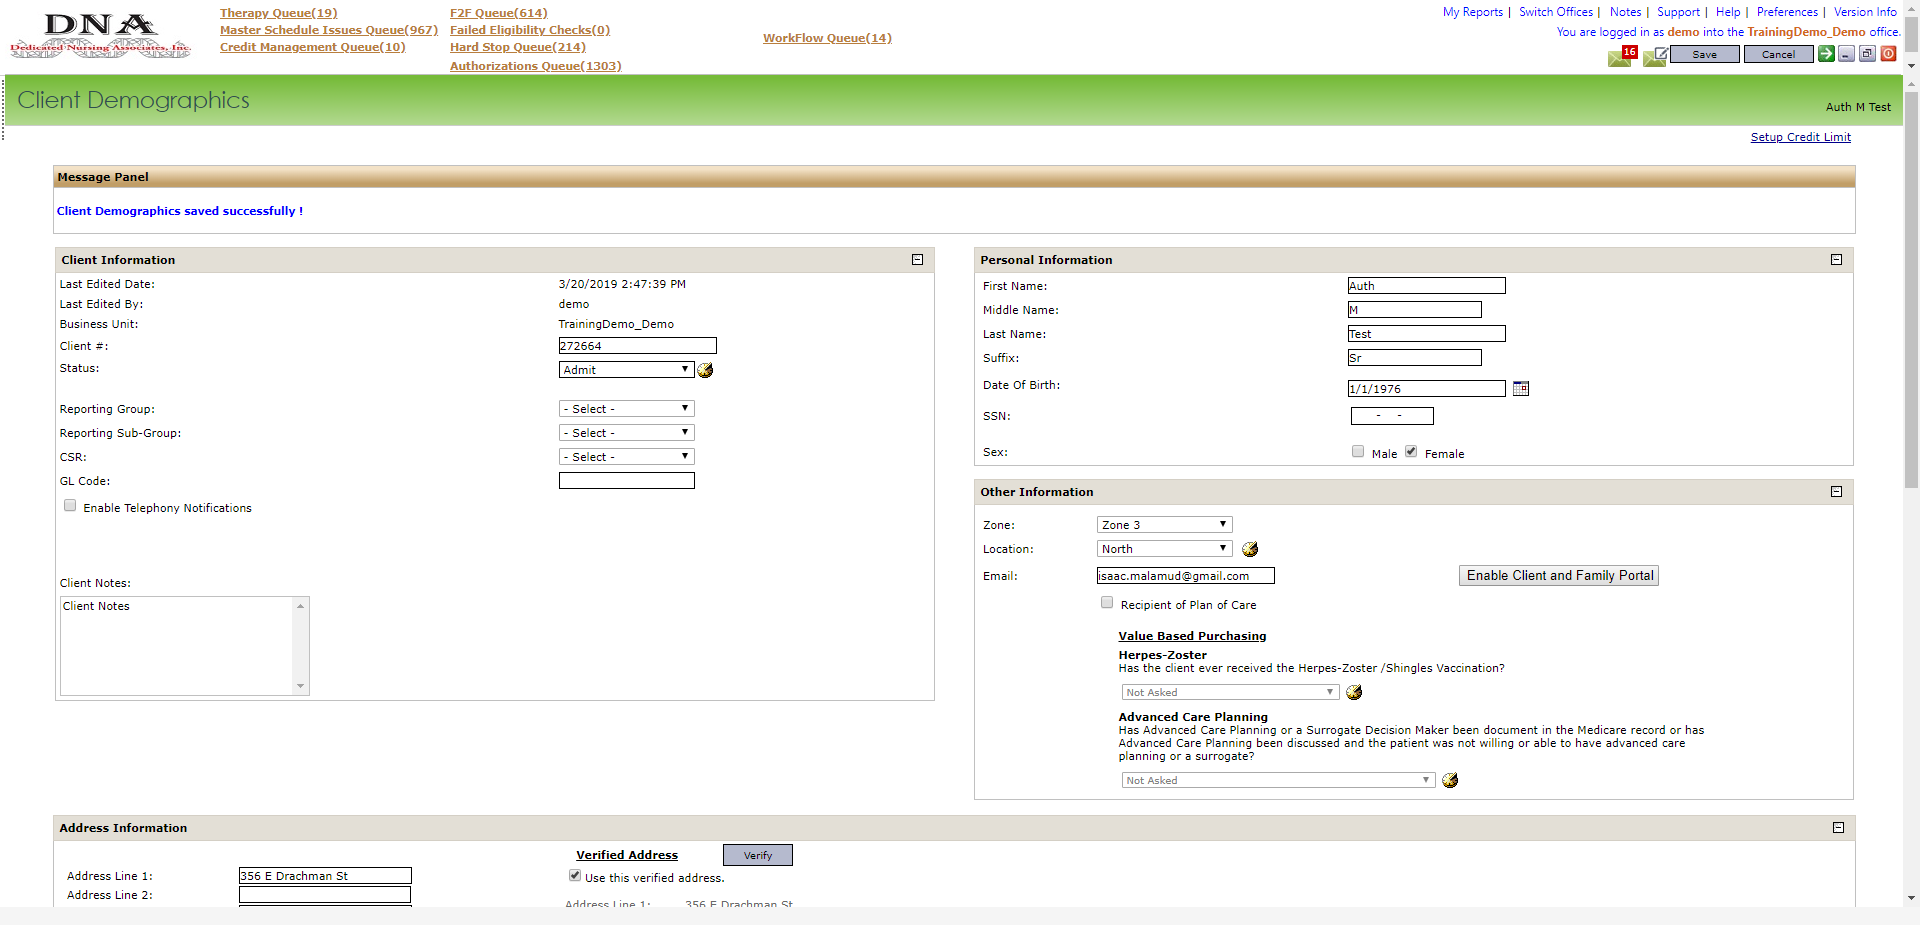 DNA
Dedicated Nursing Associates, Inc.
Therapy Queue(19)
Master Schedule Issues Queue(967)
Credit Management Queue(10)
F2F Queue(614)
Failed Eligibility Checks(0)
Hard Stop Queue(214)
Authorizations Queue(1303)
WorkFlow Queue(14)
My Reports | Switch Offices | Notes | Support | Help | Preferences | Version Info
You are logged in as demo into the TrainingDemo_Demo office.
16
Save
Cancel
Client Demographics
Auth M Test
Setup Credit Limit
Message Panel
Client Demographics saved successfully !
Client Information
Last Edited Date: 3/20/2019 2:47:39 PM
Last Edited By: demo
Business Unit: TrainingDemo_Demo
Client #: 272664
Status: Admit
Reporting Group: - Select -
Reporting Sub-Group: - Select -
CSR: - Select -
GL Code:
Enable Telephony Notifications
Client Notes:
Client Notes
Personal Information
First Name: Auth
Middle Name: M
Last Name: Test
Suffix: Sr
Date Of Birth: 1/1/1976
SSN: - -
Sex: Male Female
Other Information
Zone: Zone 3
Location: North
Email: isaac.malamud@gmail.com
Enable Client and Family Portal
Recipient of Plan of Care
Value Based Purchasing
Herpes-Zoster
Has the client ever received the Herpes-Zoster /Shingles Vaccination?
Not Asked
Advanced Care Planning
Has Advanced Care Planning or a Surrogate Decision Maker been document in the Medicare record or has
Advanced Care Planning been discussed and the patient was not willing or able to have advanced care
planning or a surrogate?
Not Asked
Address Information
Verified Address
Verify
Address Line 1: 356 E Drachman St
Use this verified address.
Address Line 2:
Address Line 1: 356 E Drachman St